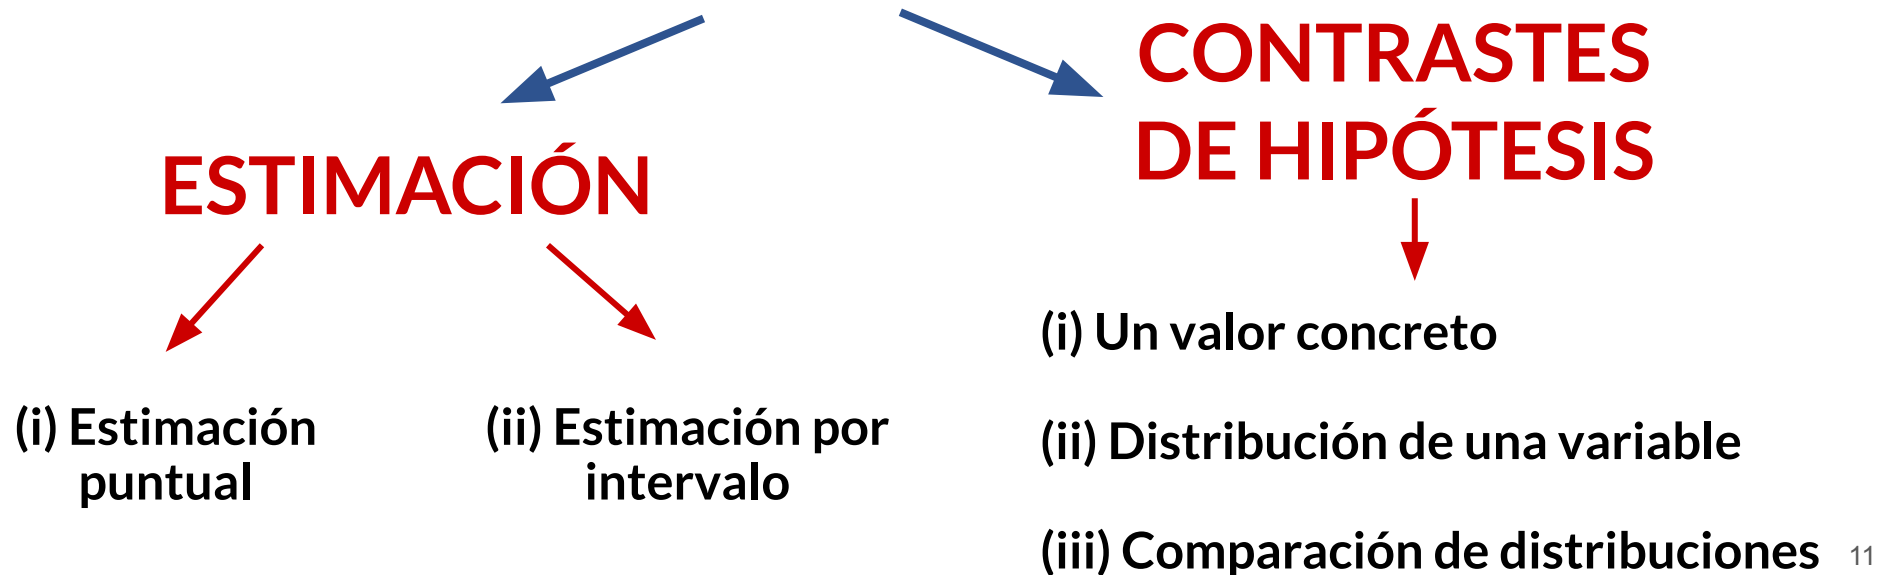 ESTIMACIÓN
(i) Estimación
puntual
(ii) Estimación por
intervalo
CONTRASTES
DE HIPÓTESIS
(i) Un valor concreto
(ii) Distribución de una variable
(iii) Comparación de distribuciones
11